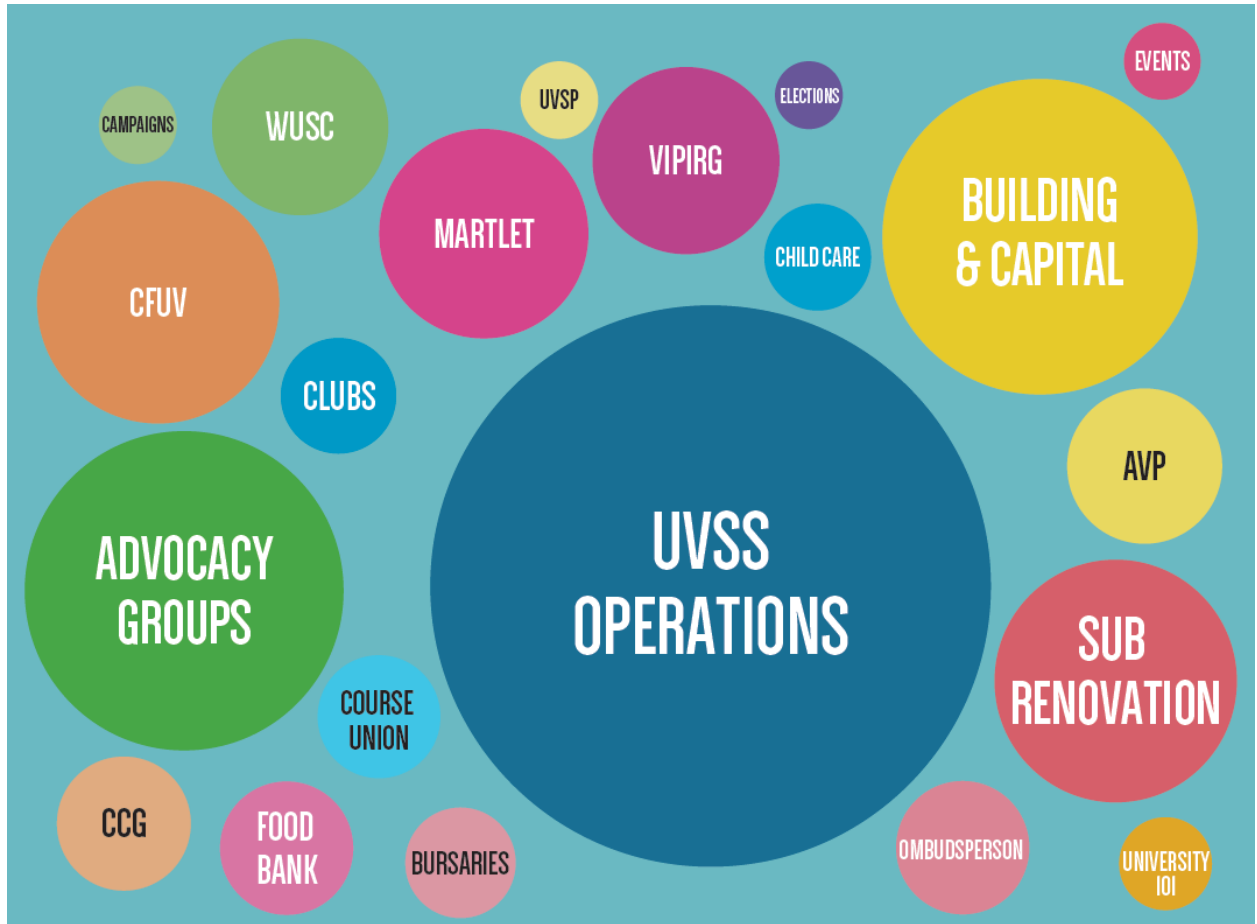 EVENTS
UVSP
ELECTIONS
CAMPAIGNS
WUSC
VIPIRG
MARTLET
BUILDING
& CAPITAL
CHILD CARE
CFUV
CLUBS
AVP
ADVOCACY
GROUPS
UVSS
OPERATIONS
SUB
RENOVATION
COURSE
UNION
CCG
FOOD
BANK
BURSARIES
OMBUDSPERSON
UNIVERSITY
101